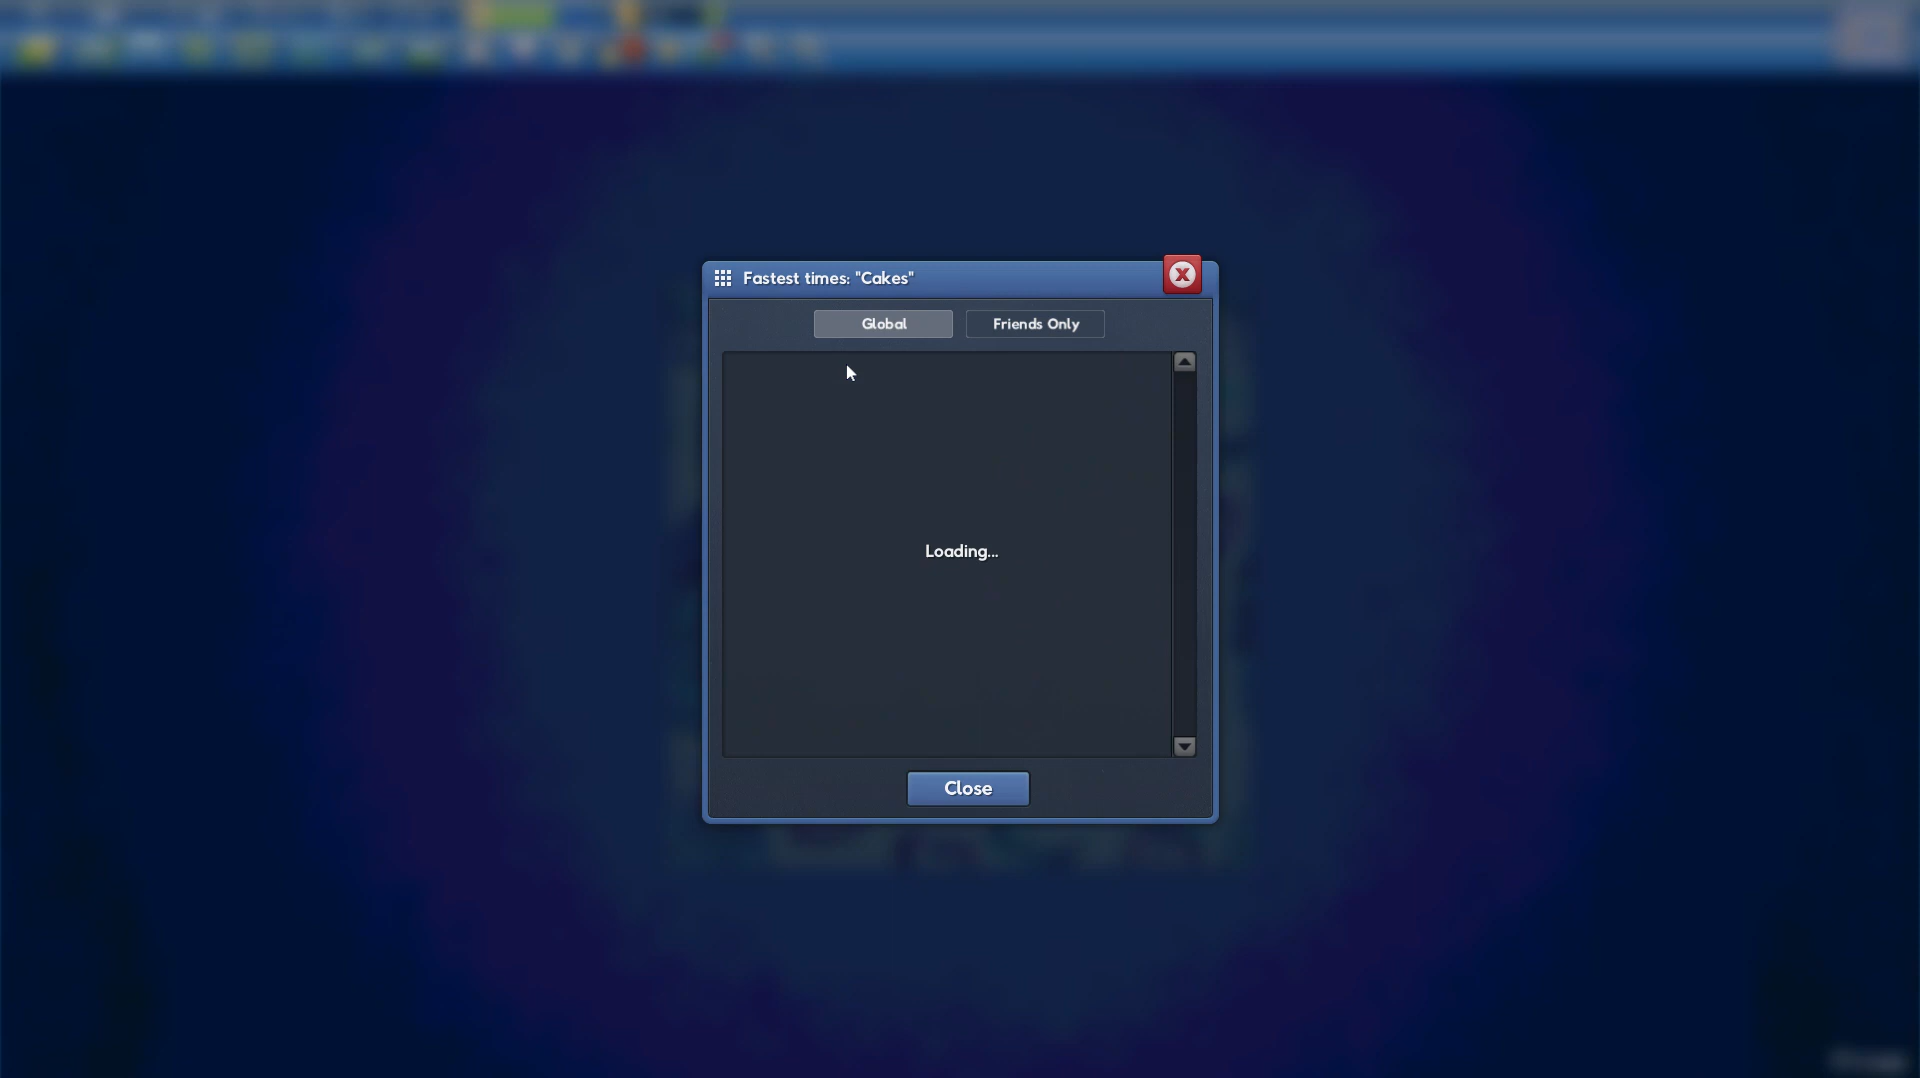 Fastest times: "Cakes"
Global
Friends Only
Loading...
Close